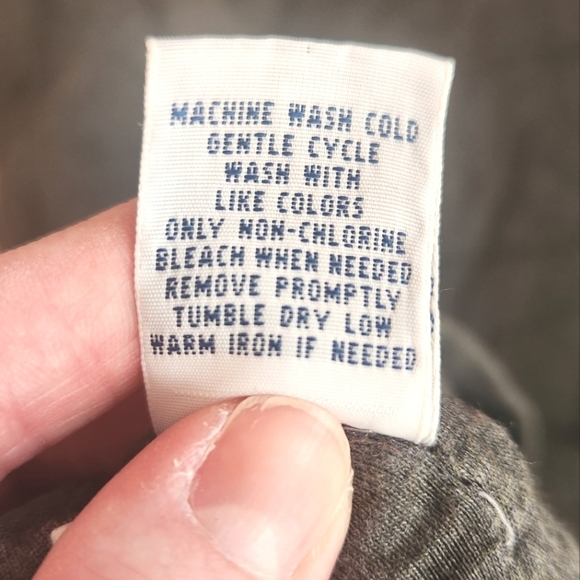 MACHINE WASH COLD
GENTLE CYCLE
WASH WITH
LIKE COLORS
ONLY NON-CHLORINE
BLEACH WHEN NEEDED
REMOVE PROMPTLY
TUMBLE DRY LOW
WARM IRON IF NEEDED